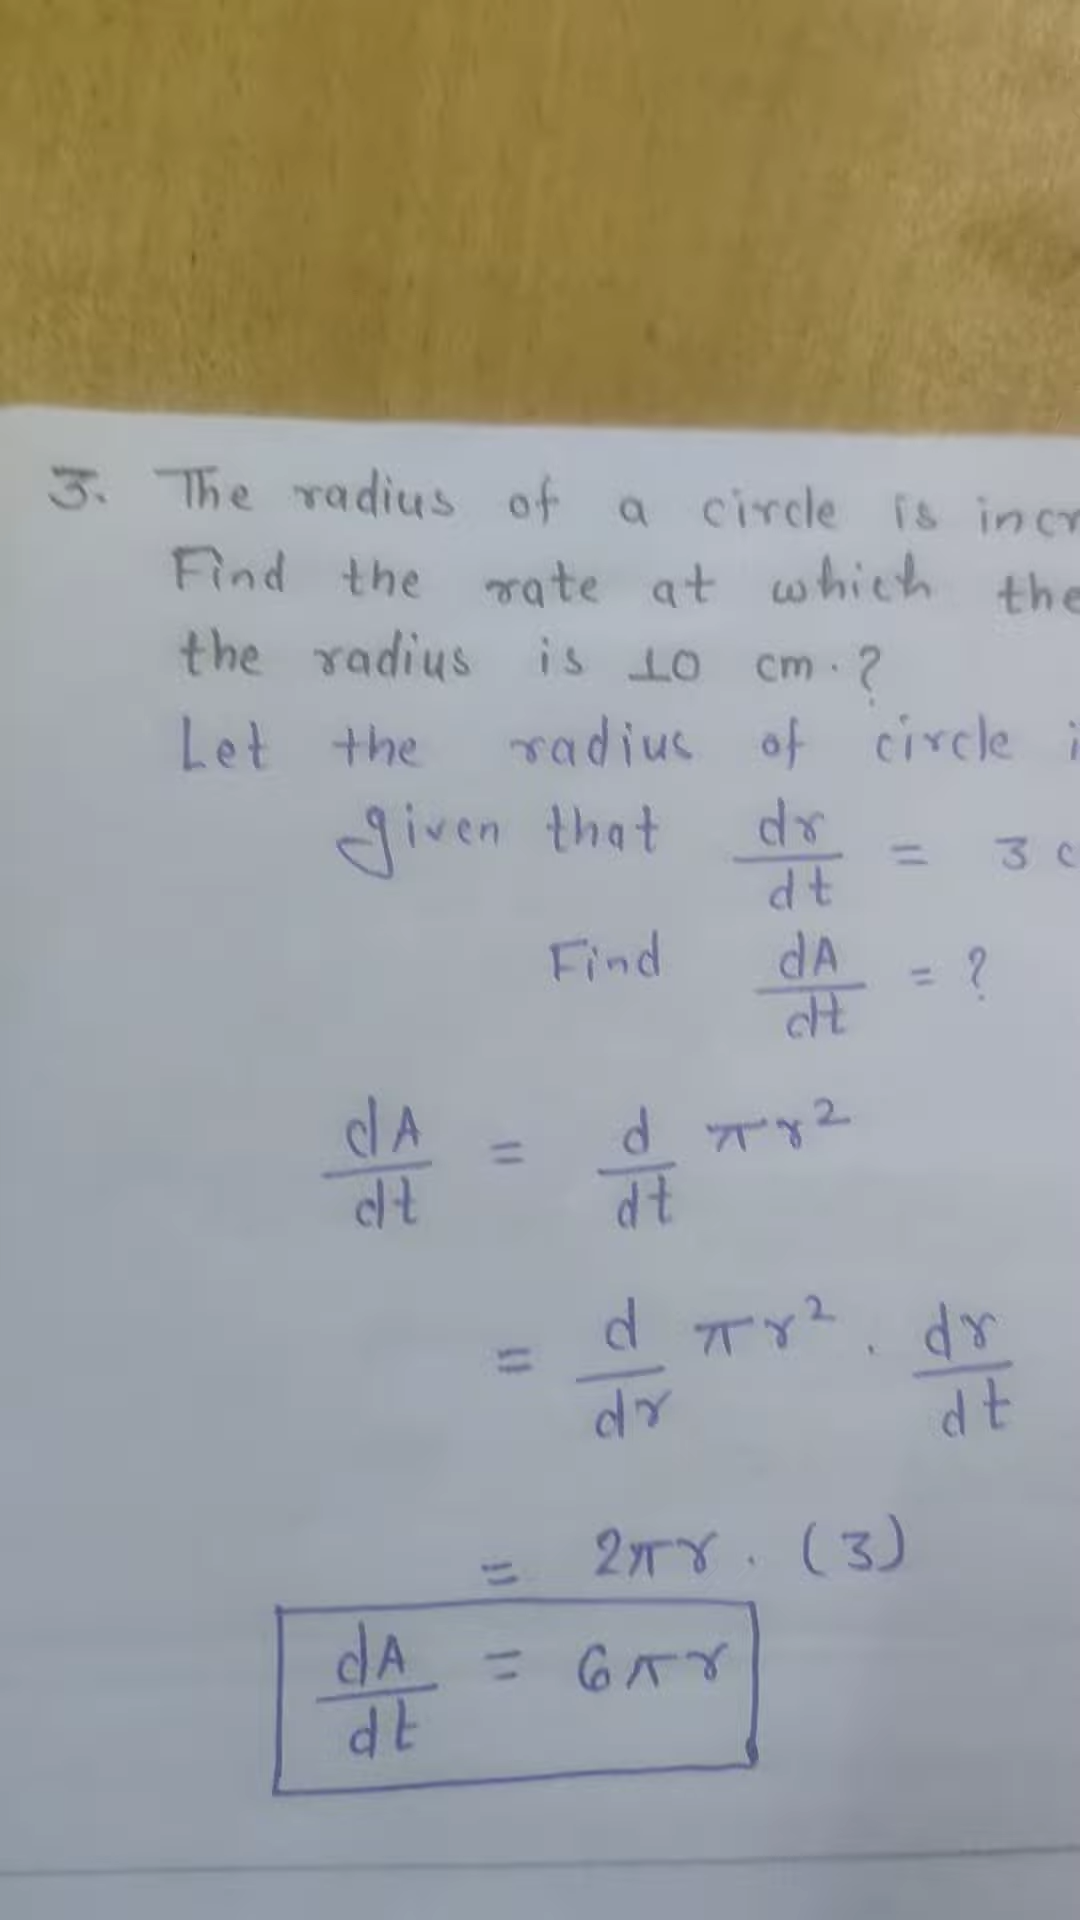 3. The radius of a circle is incr
Find the rate at which the
the radius is 10 cm.?
Let the radius of circle i
given that dr/dt = 3 c
Find dA/dt = ?
dA/dt = d/dt πr²
= d/dr πr² . dr/dt
= 2πr . (3)
dA/dt = 6πr